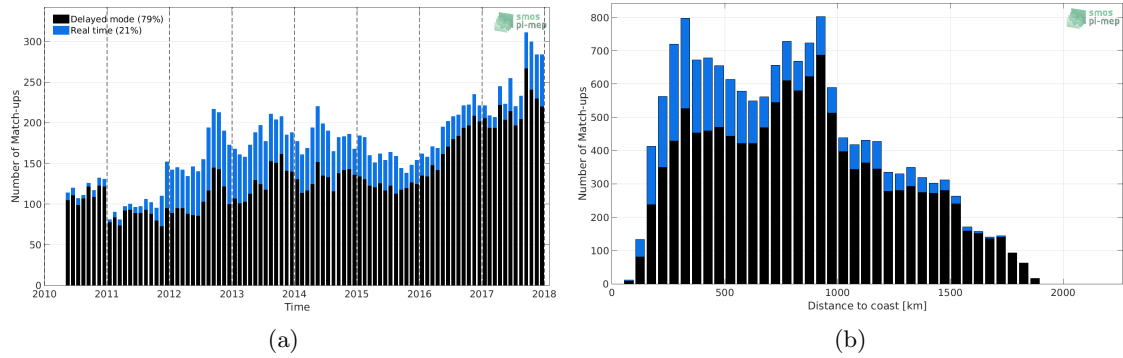 Delayed mode (79%)
Real time (21%)
smos
pi-mep
Number of Match-ups
300
250
200
150
100
50
0
2010 2011 2012 2013 2014 2015 2016 2017 2018
Time
(a)
smos
pi-mep
Number of Match-ups
800
700
600
500
400
300
200
100
0
0 500 1000 1500 2000
Distance to coast [km]
(b)